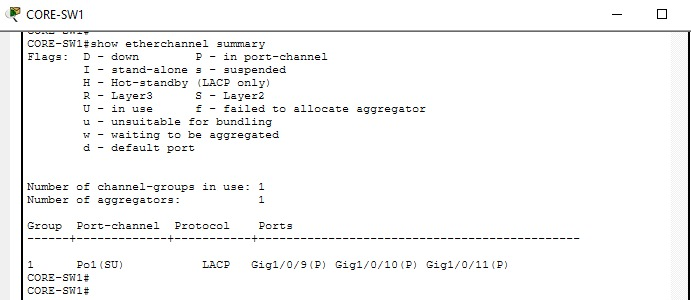 CORE-SW1
CORE-SW1#show etherchannel summary
Flags:  D - down        P - in port-channel
        I - stand-alone s - suspended
        H - Hot-standby (LACP only)
        R - Layer3      S - Layer2
        U - in use      f - failed to allocate aggregator
        u - unsuitable for bundling
        w - waiting to be aggregated
        d - default port
Number of channel-groups in use: 1
Number of aggregators:           1
Group  Port-channel  Protocol    Ports
------+-------------+-----------+----------------------------------------------
1      Po1(SU)           LACP   Gig1/0/9(P) Gig1/0/10(P) Gig1/0/11(P)
CORE-SW1#
CORE-SW1#